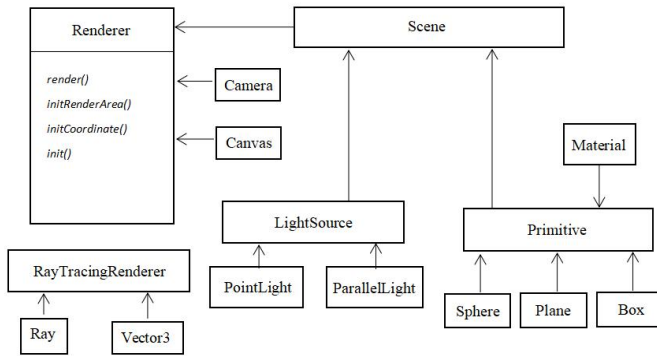 Renderer
Scene
render()
initRenderArea()
initCoordinate()
init()
Camera
Canvas
Material
LightSource
Primitive
RayTracingRenderer
PointLight
ParallelLight
Sphere
Plane
Box
Ray
Vector3